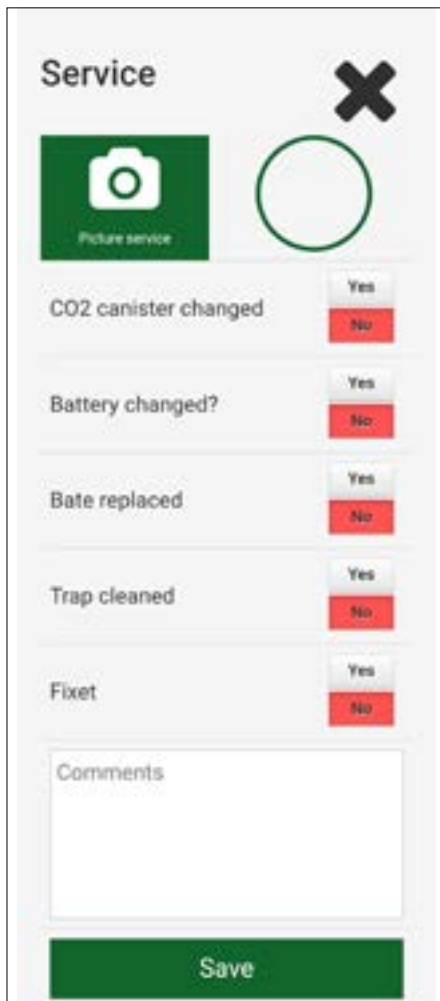 Service
Picture service
CO2 canister changed
Yes
No
Battery changed?
Yes
No
Bate replaced
Yes
No
Trap cleaned
Yes
No
Fixet
Yes
No
Comments
Save